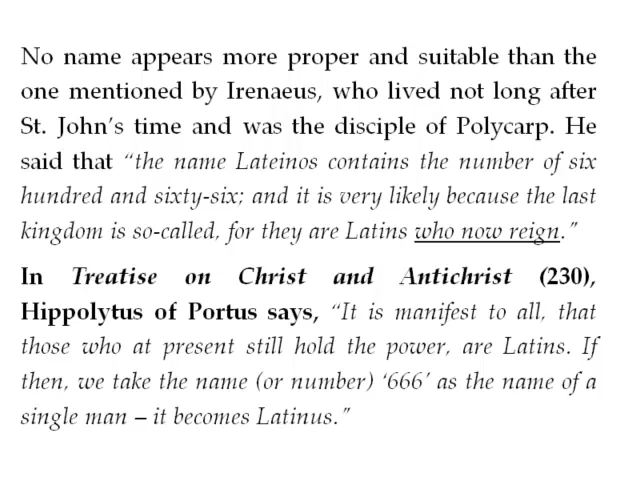 No name appears more proper and suitable than the
one mentioned by Irenaeus, who lived not long after
St. John's time and was the disciple of Polycarp. He
said that “the name Lateinos contains the number of six
hundred and sixty-six; and it is very likely because the last
kingdom is so-called, for they are Latins who now reign.”
In Treatise on Christ and Antichrist (230),
Hippolytus of Portus says, “It is manifest to all, that
those who at present still hold the power, are Latins. If
then, we take the name (or number) ‘666’ as the name of a
single man – it becomes Latinus.”